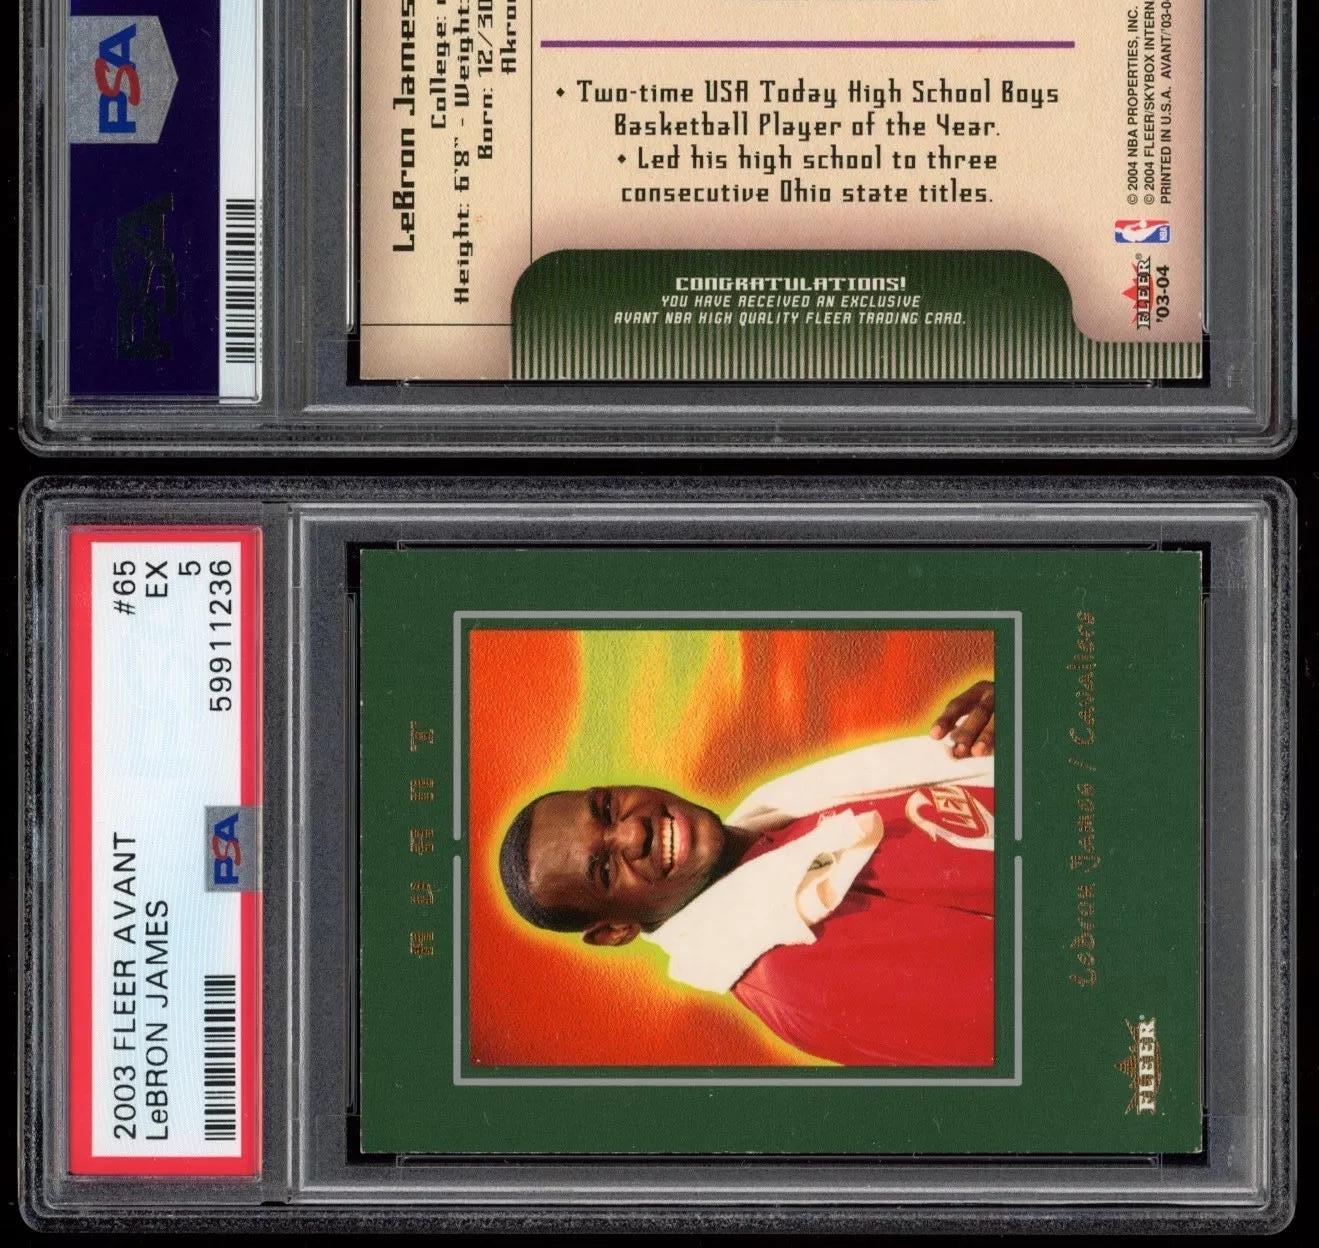 PSA
PSA
LeBron James
College:
Height: 6'8" - Weight:
Born: 12/30
Akro
• Two-time USA Today High School Boys
Basketball Player of the Year.
• Led his high school to three
consecutive Ohio state titles.
CONGRATULATIONS!
YOU HAVE RECEIVED AN EXCLUSIVE
AVANT NBA HIGH QUALITY FLEER TRADING CARD.
© 2004 NBA PROPERTIES, INC.
© 2004 FLEER/SKYBOX INTERN
PRINTED IN U.S.A. AVANT/'03-0
NBA
FLEER®
'03-04
2003 FLEER AVANT #65
LeBRON JAMES EX
5
PSA 59911236
AVANT
CAVS
LeBron James / Cavaliers
FLEER